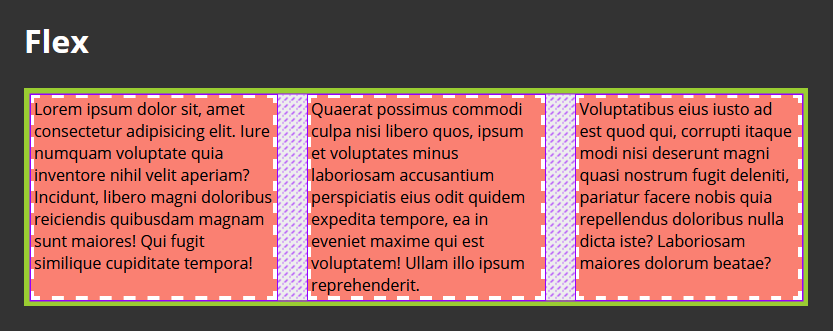 Flex
Lorem ipsum dolor sit, amet
consectetur adipisicing elit. Iure
numquam voluptate quia
inventore nihil velit aperiam?
Incidunt, libero magni doloribus
reiciendis quibusdam magnam
sunt maiores! Qui fugit
similique cupiditate tempora!
Quaerat possimus commodi
culpa nisi libero quos, ipsum
et voluptates minus
laboriosam accusantium
perspiciatis eius odit quidem
expedita tempore, ea in
eveniet maxime qui est
voluptatem! Ullam illo ipsum
reprehenderit.
Voluptatibus eius iusto ad
est quod qui, corrupti itaque
modi nisi deserunt magni
quasi nostrum fugit deleniti,
pariatur facere nobis quia
repellendus doloribus nulla
dicta iste? Laboriosam
maiores dolorum beatae?